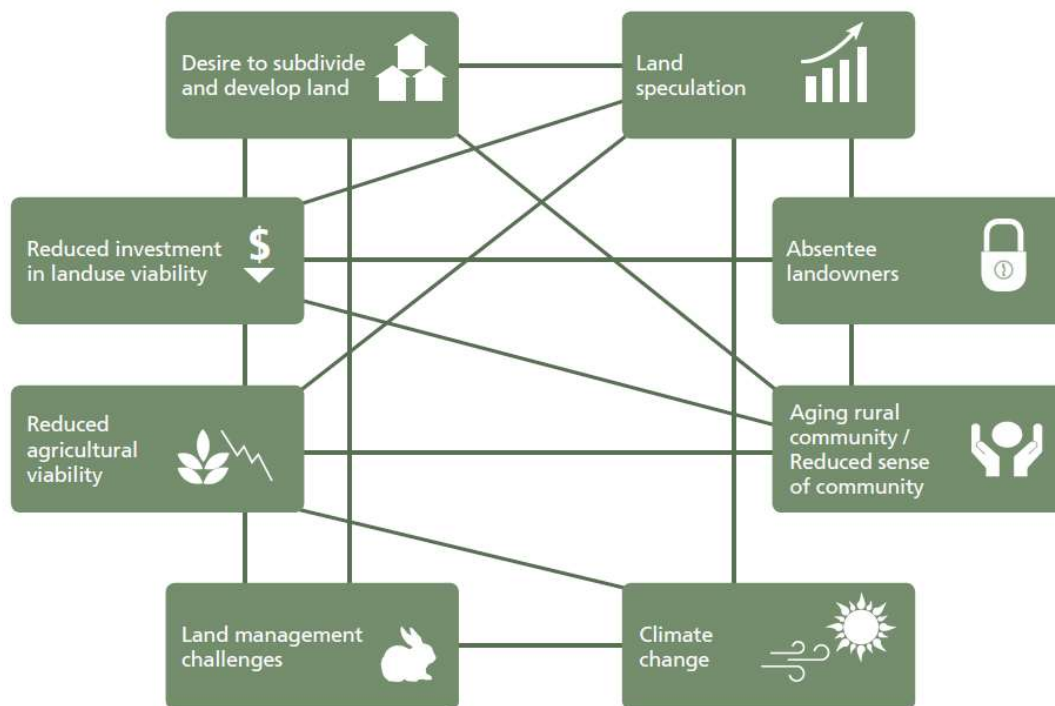 Desire to subdivide
and develop land
Land
speculation
Reduced investment
in landuse viability
$
Absentee
landowners
Reduced
agricultural
viability
Aging rural
community /
Reduced sense
of community
Land management
challenges
Climate
change